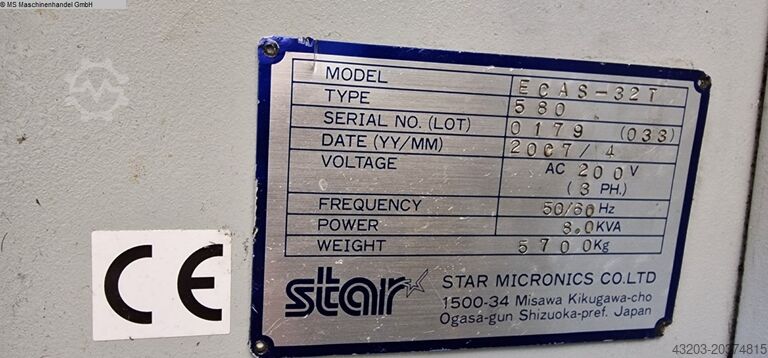 © MS Maschinenhandel GmbH
MODEL ECAS-32T
TYPE 580
SERIAL NO. (LOT) 0179 (033)
DATE (YY/MM) 2007/4
VOLTAGE AC 200V
(3 PH.)
FREQUENCY 50/60Hz
POWER 8.0KVA
WEIGHT 5700Kg
CE
star STAR MICRONICS CO.LTD
1500-34 Misawa Kikugawa-cho
Ogasa-gun Shizuoka-pref. Japan
43203-20374815